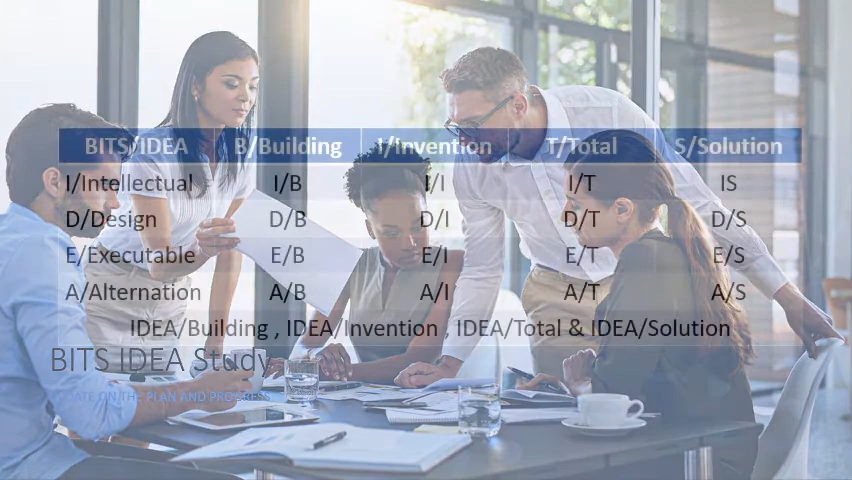 BITS/IDEA B/Building I/Invention T/Total S/Solution
I/Intellectual I/B I/I I/T IS
D/Design D/B D/I D/T D/S
E/Executable E/B E/I E/T E/S
A/Alternation A/B A/I A/T A/S
IDEA/Building , IDEA/Invention , IDEA/Total & IDEA/Solution
BITS IDEA Study
DATE ON THE PLAN AND PROGRESS